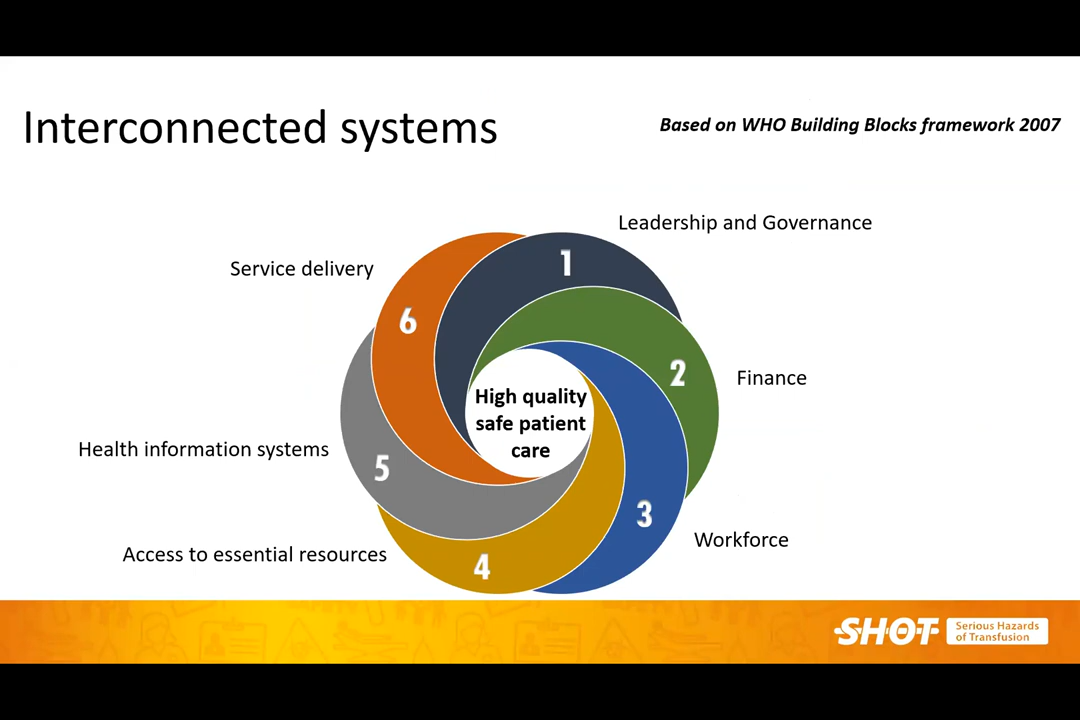 Interconnected systems
Based on WHO Building Blocks framework 2007
Leadership and Governance
Service delivery
1
6
2
Finance
High quality
safe patient
care
Health information systems
5
3
Workforce
Access to essential resources
4
SHOT
Serious Hazards
of Transfusion